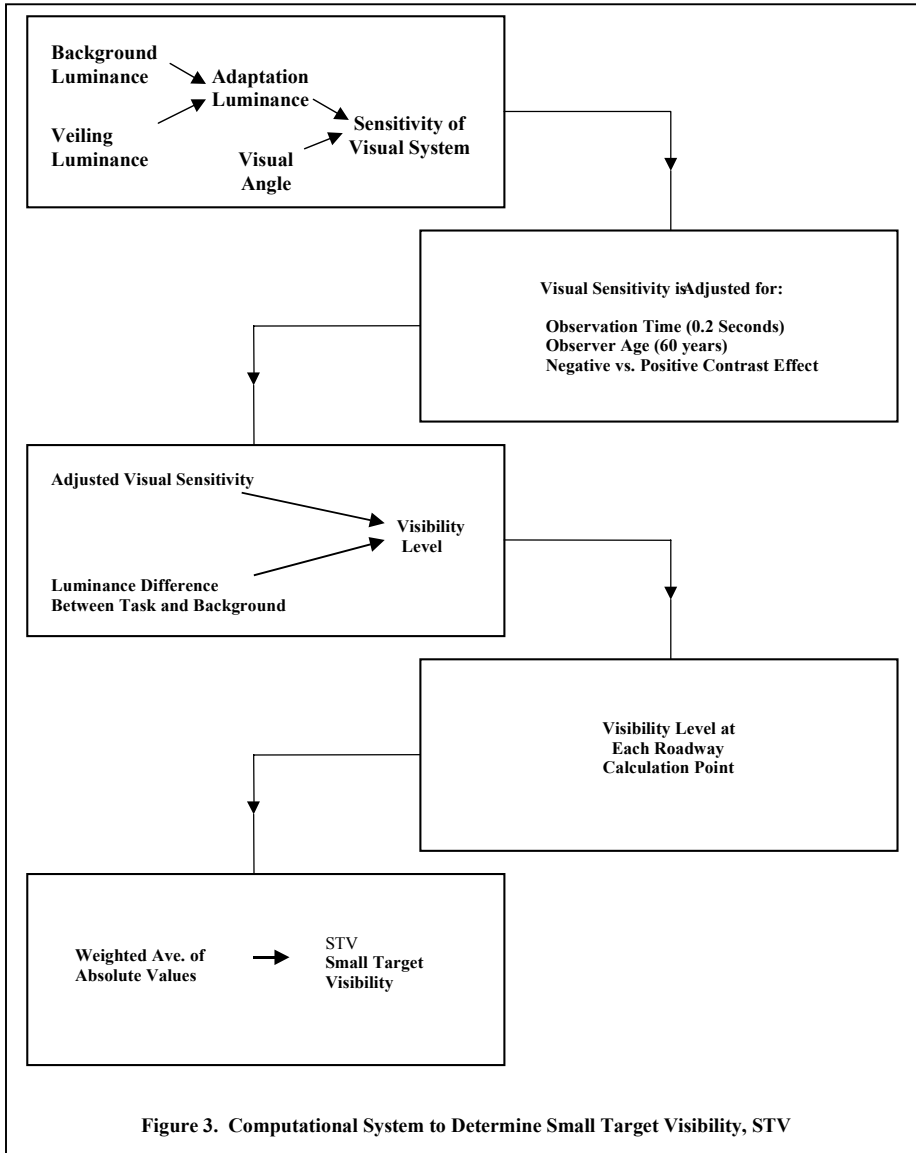 Background
Luminance
Adaptation
Luminance
Veiling
Luminance
Visual
Angle
Sensitivity of
Visual System
Visual Sensitivity isAdjusted for:
Observation Time (0.2 Seconds)
Observer Age (60 years)
Negative vs. Positive Contrast Effect
Adjusted Visual Sensitivity
Luminance Difference
Between Task and Background
Visibility
Level
Visibility Level at
Each Roadway
Calculation Point
Weighted Ave. of
Absolute Values
STV
Small Target
Visibility
Figure 3. Computational System to Determine Small Target Visibility, STV